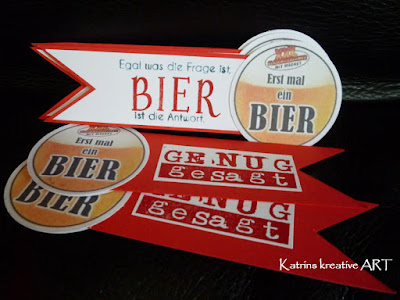 Egal was die Frage ist,
BIER
ist die Antwort.
Erst mal
ein
BIER
Erst mal
ein
BIER
GENUG
gesagt
BIER
GENUG
gesagt
Katrins kreative ART